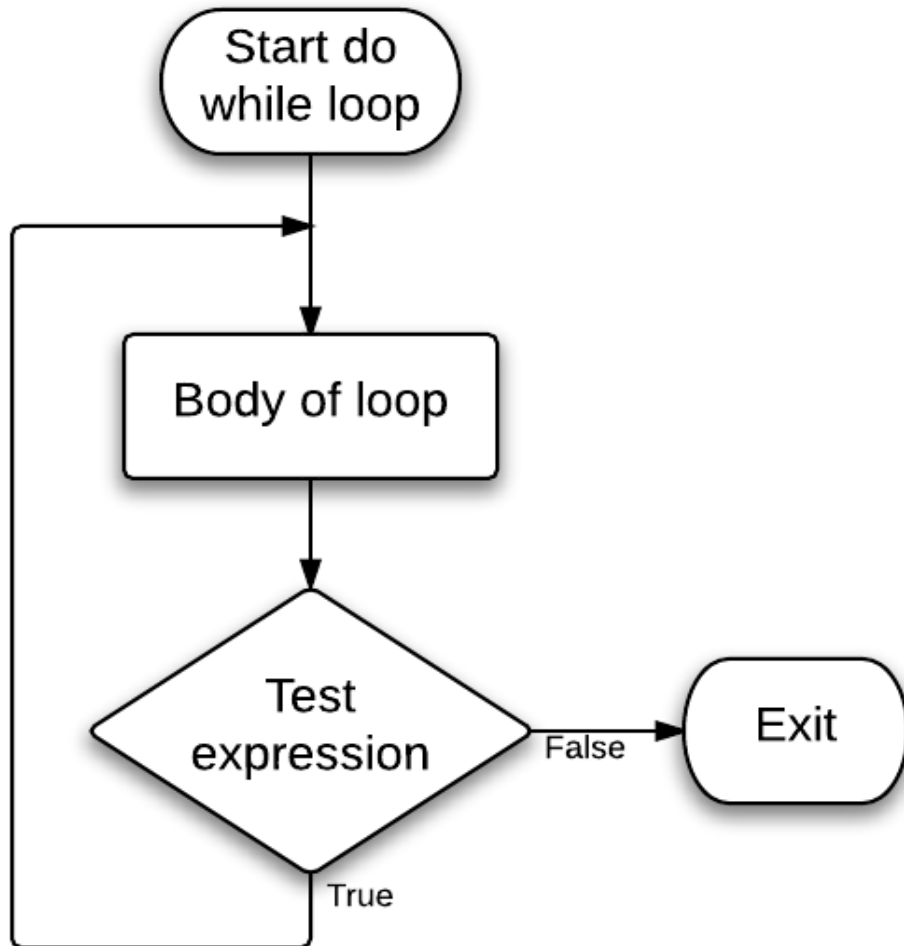 Start do
while loop
Body of loop
Test
expression
False
Exit
True